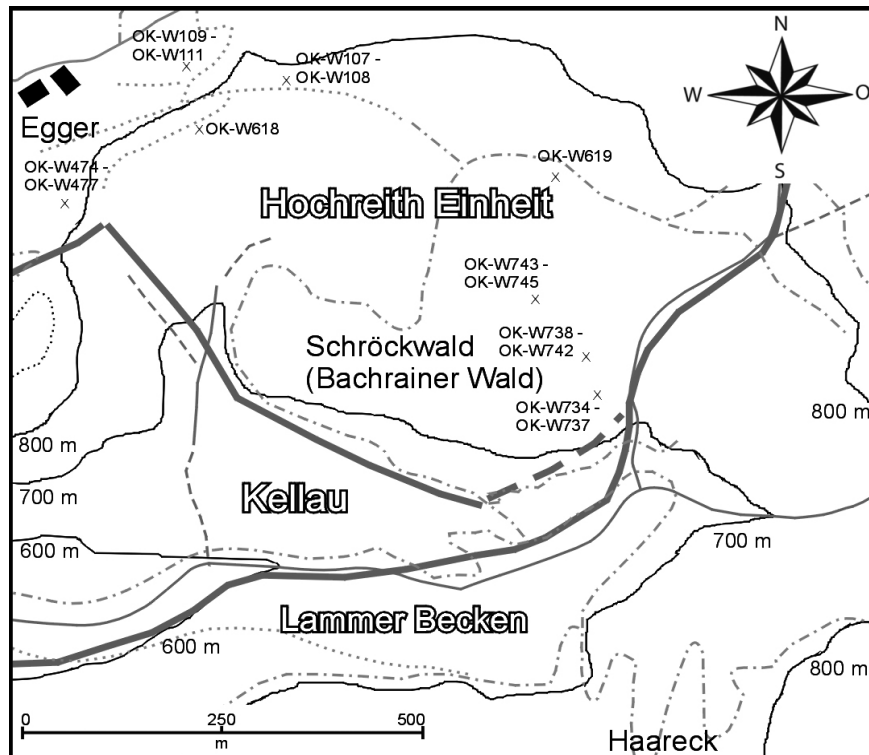 OK-W109 -
OK-W111
OK-W107 -
OK-W108
N
W
O
S
Egger
OK-W618
OK-W474 -
OK-W477
OK-W619
Hochreith Einheit
OK-W743 -
OK-W745
Schröckwald
(Bachrainer Wald)
OK-W738 -
OK-W742
OK-W734 -
OK-W737
800 m
800 m
700 m
Kellau
600 m
700 m
Lammer Becken
600 m
800 m
0
250
500
m
Haareck